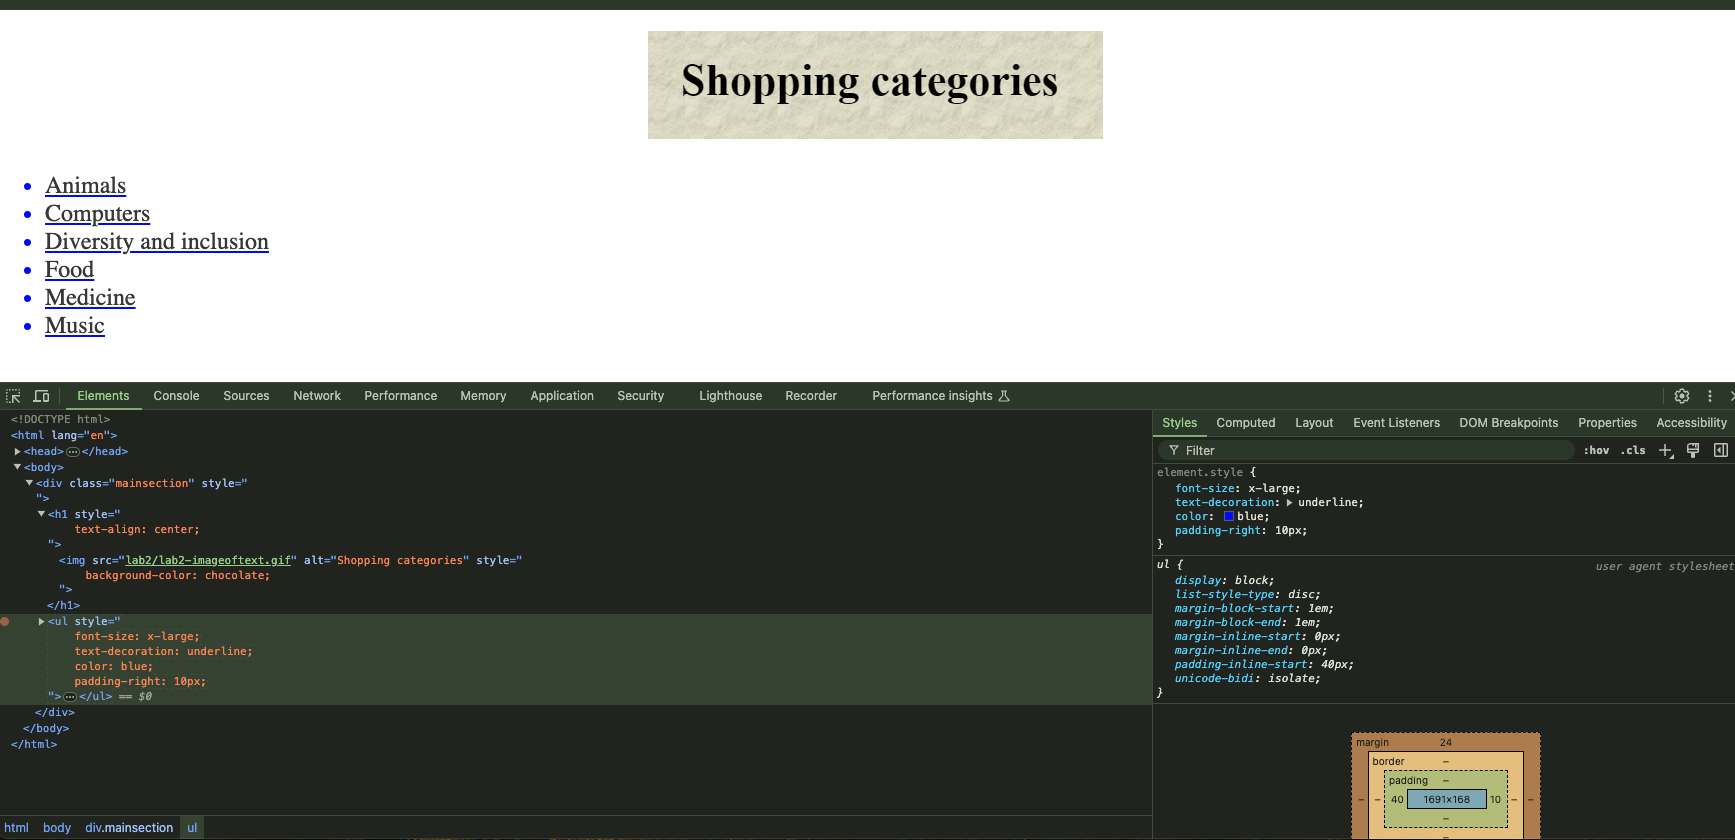 Shopping categories
Animals
Computers
Diversity and inclusion
Food
Medicine
Music
Elements Console Sources Network Performance Memory Application Security Lighthouse Recorder Performance insights
<!DOCTYPE html>
<html lang="en">
<head>…</head>
<body>
<div class="mainsection" style="
">
<h1 style="
text-align: center;
">
<img src="lab2/lab2-imageoftext.gif" alt="Shopping categories" style="
background-color: chocolate;
">
</h1>
<ul style="
font-size: x-large;
text-decoration: underline;
color: blue;
padding-right: 10px;
">…</ul> == $0
</div>
</body>
</html>
html body div.mainsection ul
Styles Computed Layout Event Listeners DOM Breakpoints Properties Accessibility
Filter :hov .cls
element.style {
font-size: x-large;
text-decoration: underline;
color: blue;
padding-right: 10px;
}
ul { user agent stylesheet
display: block;
list-style-type: disc;
margin-block-start: 1em;
margin-block-end: 1em;
margin-inline-start: 0px;
margin-inline-end: 0px;
padding-inline-start: 40px;
unicode-bidi: isolate;
}
margin 24
border –
padding –
– – 40 1691×168 10 – –
–